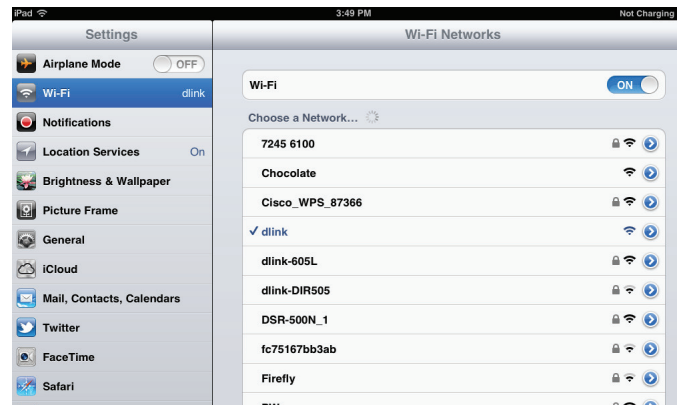 iPad 3:49 PM Not Charging
Settings
Wi-Fi Networks
Airplane Mode OFF
Wi-Fi dlink
Notifications
Location Services On
Brightness & Wallpaper
Picture Frame
General
iCloud
Mail, Contacts, Calendars
Twitter
FaceTime
Safari
Wi-Fi ON
Choose a Network...
7245 6100
Chocolate
Cisco_WPS_87366
dlink
dlink-605L
dlink-DIR505
DSR-500N_1
fc75167bb3ab
Firefly